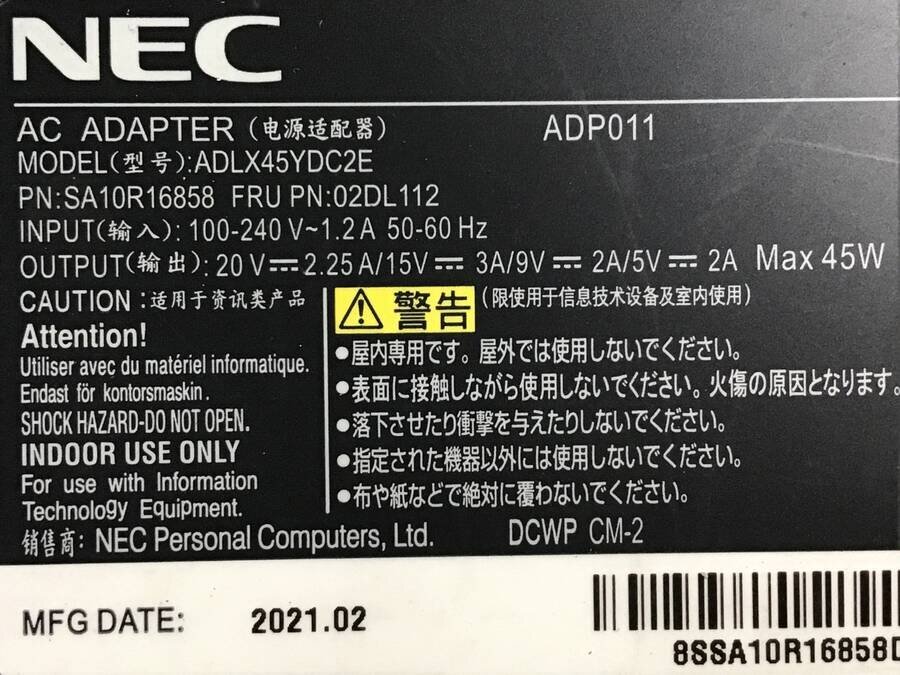 NEC
AC ADAPTER (电源适配器) ADP011
MODEL(型号):ADLX45YDC2E
PN:SA10R16858 FRU PN:02DL112
INPUT(输入): 100-240 V~1.2 A 50-60 Hz
OUTPUT(输出): 20 V⎓2.25 A/15V⎓ 3A/9V⎓ 2A/5V⎓ 2A Max 45W
CAUTION :适用于资讯类产品
Attention!
Utiliser avec du matériel informatique.
Endast för kontorsmaskin.
SHOCK HAZARD-DO NOT OPEN.
INDOOR USE ONLY
For use with Information
Technology Equipment.
警告 (限使用于信息技术设备及室内使用)
●屋内専用です。屋外では使用しないでください。
●表面に接触しながら使用しないでください。火傷の原因となります。
●落下させたり衝撃を与えたりしないでください。
●指定された機器以外には使用しないでください。
●布や紙などで絶対に覆わないでください。
销售商: NEC Personal Computers, Ltd. DCWP CM-2
MFG DATE: 2021.02
8SSA10R16858